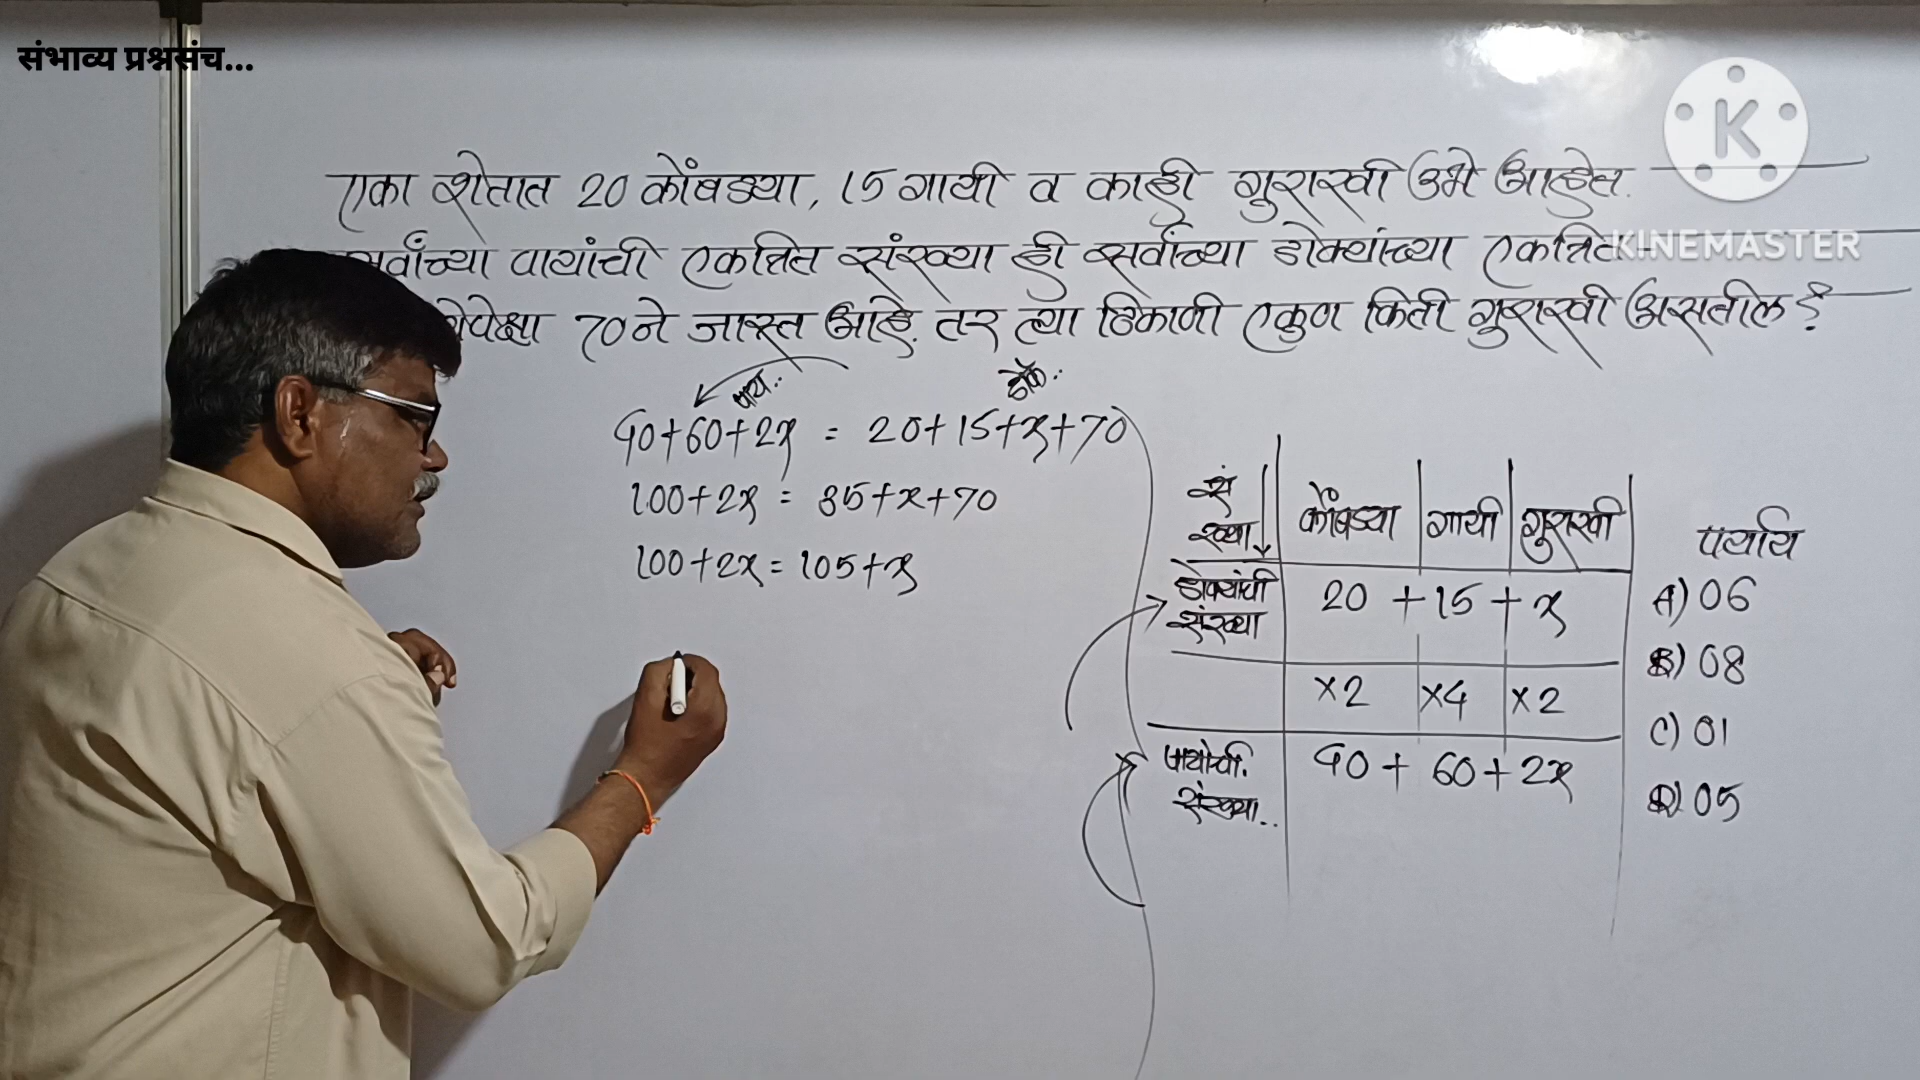 संभाव्य प्रश्नसंच...
KINEMASTER
एका शेतात 20 कोंबड्या, 15 गायी व काही गुराखी उभे आहेत.
सर्वांच्या पायांची एकत्रित संख्या ही सर्वांच्या डोक्यांच्या एकत्रित
70 ने जास्त आहे. तर त्या ठिकाणी एकुण किती गुराखी असतील?
पाय.. डोकें..
40+60+2x = 20+15+x+70
100+2x = 35+x+70
100+2x = 105+x
संख्या कोंबड्या गायी गुराखी
डोक्यांची संख्या 20 + 15 + x
×2 ×4 ×2
पायांची संख्या.. 40 + 60 + 2x
पर्याय
A) 06
B) 08
C) 01
D) 05